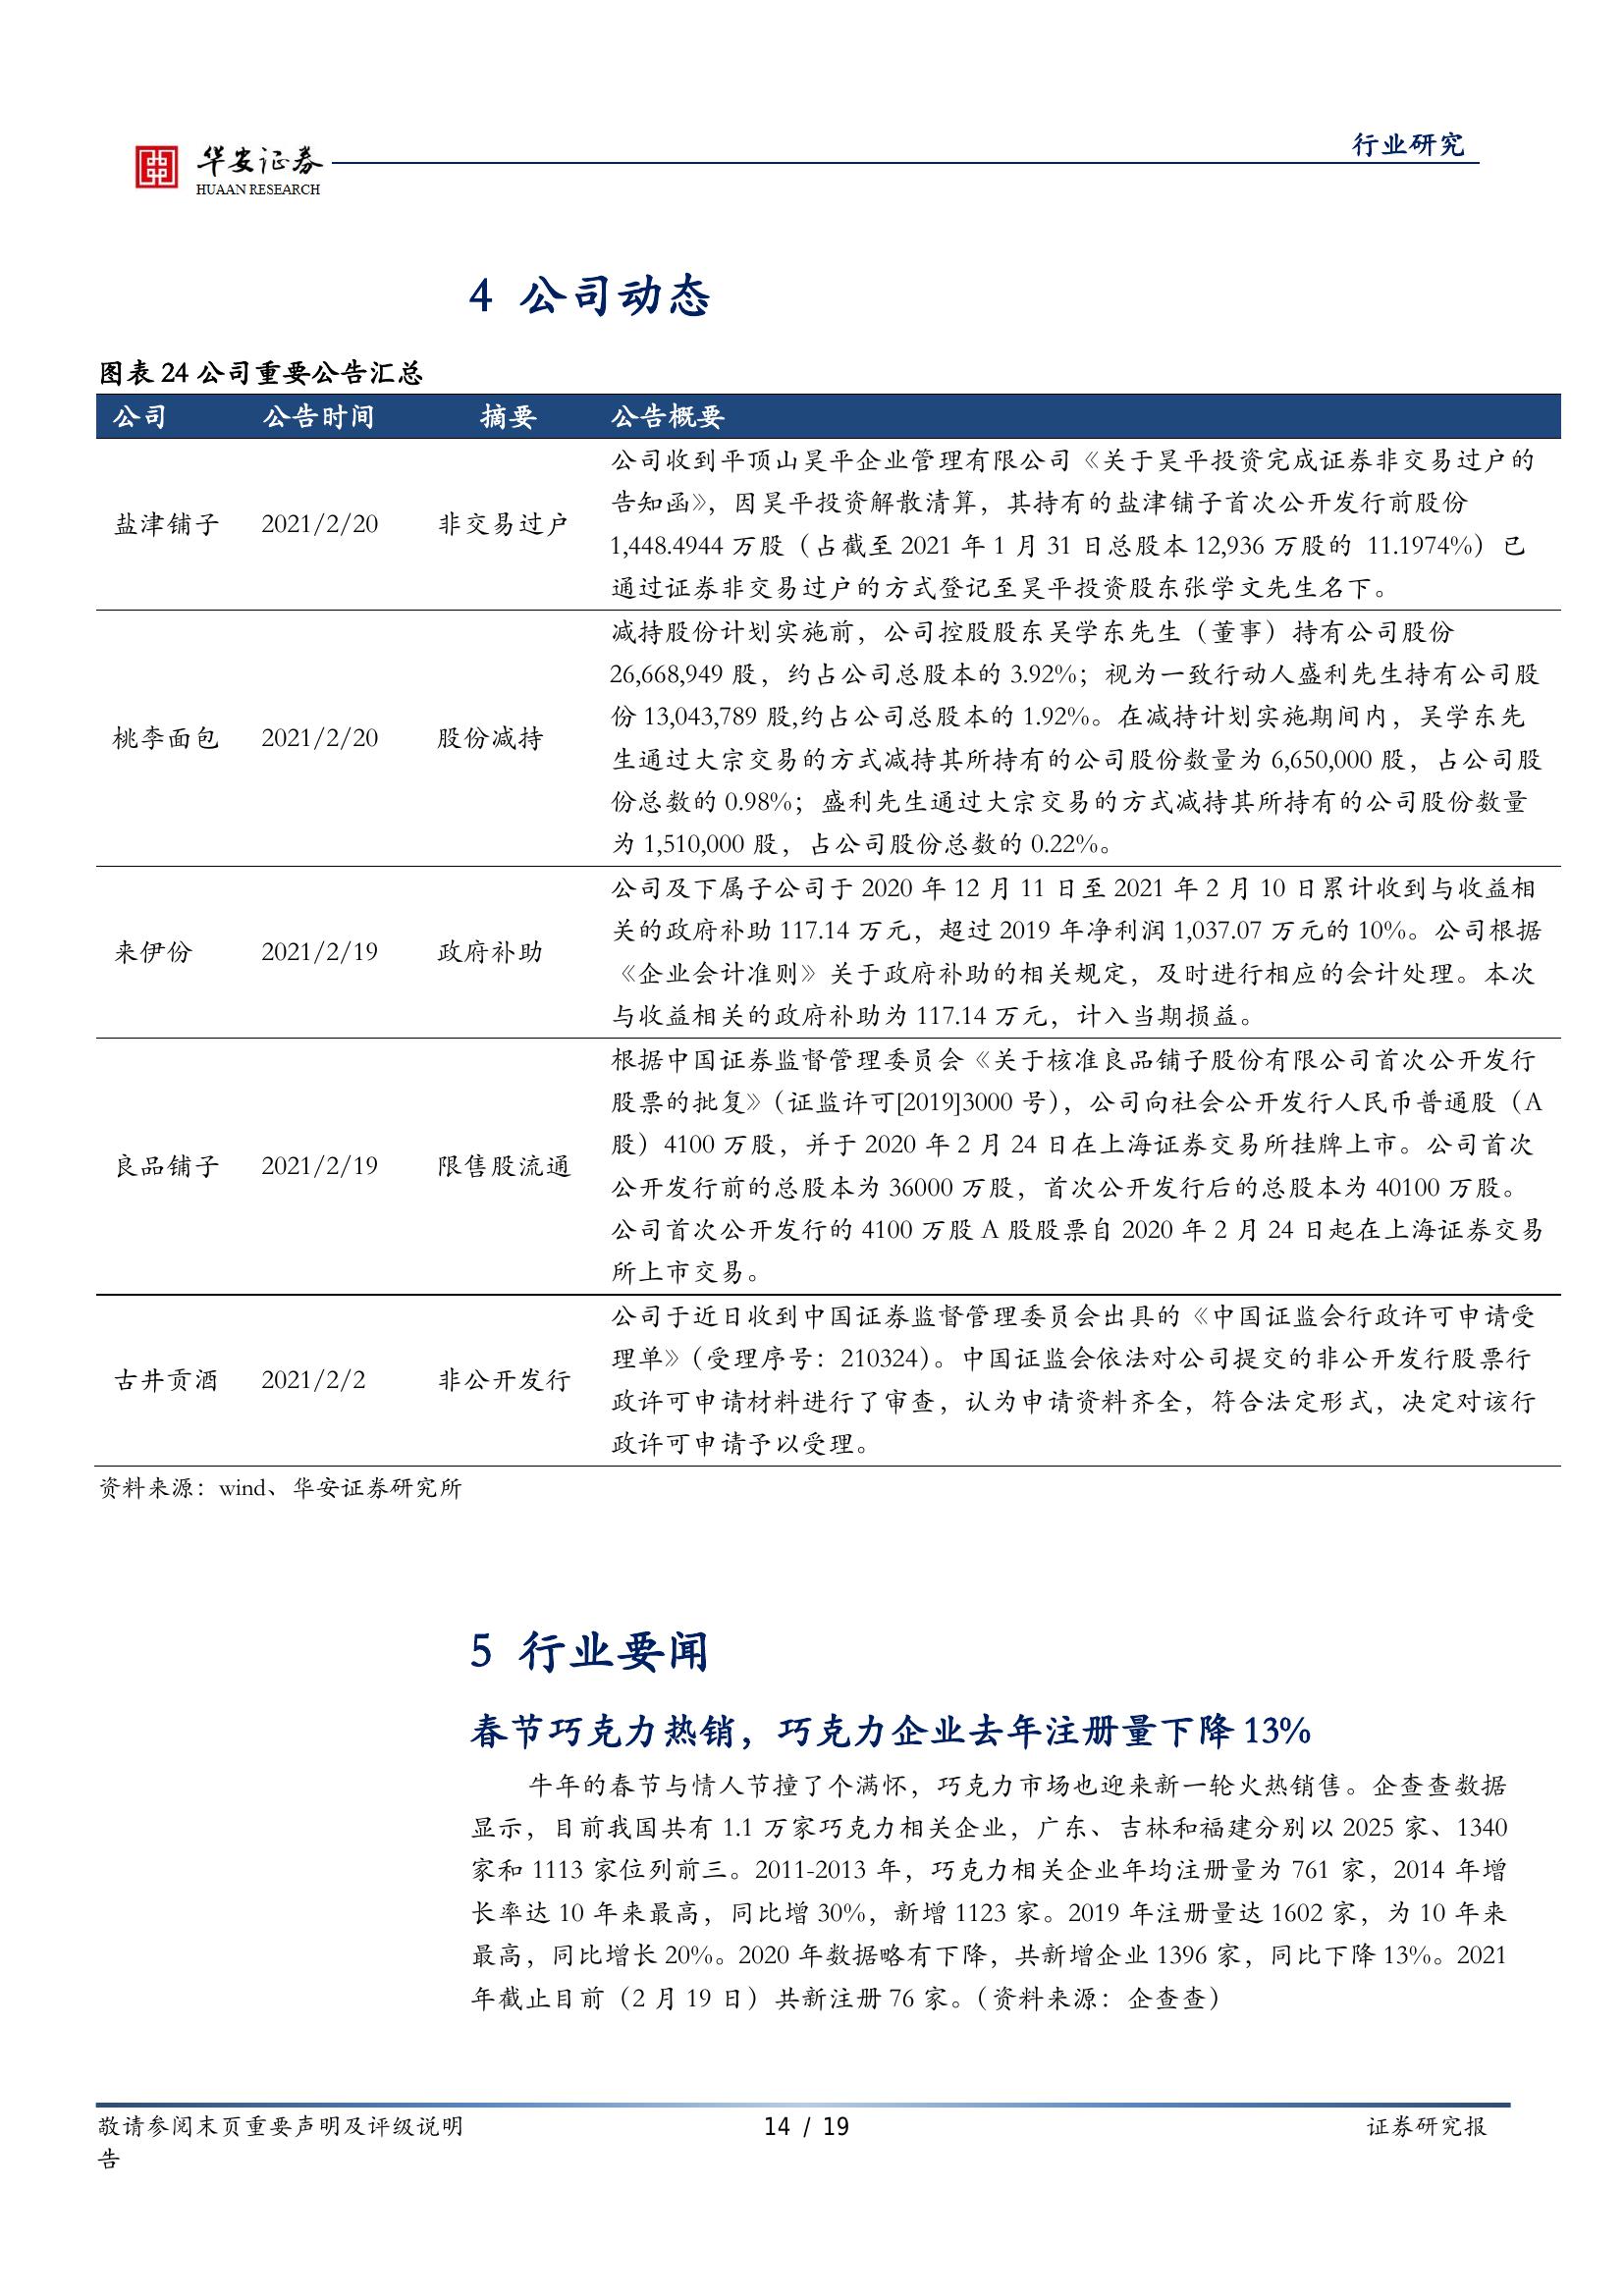 华安证券
HUAAN RESEARCH
行业研究
4 公司动态
图表 24 公司重要公告汇总
公司 公告时间 摘要 公告概要
盐津铺子 2021/2/20 非交易过户
公司收到平顶山昊平企业管理有限公司《关于昊平投资完成证券非交易过户的
告知函》，因昊平投资解散清算，其持有的盐津铺子首次公开发行前股份
1,448.4944 万股（占截至 2021 年 1 月 31 日总股本 12,936 万股的 11.1974%）已
通过证券非交易过户的方式登记至昊平投资股东张学文先生名下。
桃李面包 2021/2/20 股份减持
减持股份计划实施前，公司控股股东吴学东先生（董事）持有公司股份
26,668,949 股，约占公司总股本的 3.92%；视为一致行动人盛利先生持有公司股
份 13,043,789 股,约占公司总股本的 1.92%。在减持计划实施期间内，吴学东先
生通过大宗交易的方式减持其所持有的公司股份数量为 6,650,000 股，占公司股
份总数的 0.98%；盛利先生通过大宗交易的方式减持其所持有的公司股份数量
为 1,510,000 股，占公司股份总数的 0.22%。
来伊份 2021/2/19 政府补助
公司及下属子公司于 2020 年 12 月 11 日至 2021 年 2 月 10 日累计收到与收益相
关的政府补助 117.14 万元，超过 2019 年净利润 1,037.07 万元的 10%。公司根据
《企业会计准则》关于政府补助的相关规定，及时进行相应的会计处理。本次
与收益相关的政府补助为 117.14 万元，计入当期损益。
良品铺子 2021/2/19 限售股流通
根据中国证券监督管理委员会《关于核准良品铺子股份有限公司首次公开发行
股票的批复》（证监许可[2019]3000 号），公司向社会公开发行人民币普通股（A
股）4100 万股，并于 2020 年 2 月 24 日在上海证券交易所挂牌上市。公司首次
公开发行前的总股本为 36000 万股，首次公开发行后的总股本为 40100 万股。
公司首次公开发行的 4100 万股 A 股股票自 2020 年 2 月 24 日起在上海证券交易
所上市交易。
古井贡酒 2021/2/2 非公开发行
公司于近日收到中国证券监督管理委员会出具的《中国证监会行政许可申请受
理单》（受理序号：210324）。中国证监会依法对公司提交的非公开发行股票行
政许可申请材料进行了审查，认为申请资料齐全，符合法定形式，决定对该行
政许可申请予以受理。
资料来源：wind、华安证券研究所
5 行业要闻
春节巧克力热销，巧克力企业去年注册量下降 13%
牛年的春节与情人节撞了个满怀，巧克力市场也迎来新一轮火热销售。企查查数据
显示，目前我国共有 1.1 万家巧克力相关企业，广东、吉林和福建分别以 2025 家、1340
家和 1113 家位列前三。2011-2013 年，巧克力相关企业年均注册量为 761 家，2014 年增
长率达 10 年来最高，同比增 30%，新增 1123 家。2019 年注册量达 1602 家，为 10 年来
最高，同比增长 20%。2020 年数据略有下降，共新增企业 1396 家，同比下降 13%。2021
年截止目前（2 月 19 日）共新注册 76 家。（资料来源：企查查）
敬请参阅末页重要声明及评级说明 14 / 19 证券研究报
告